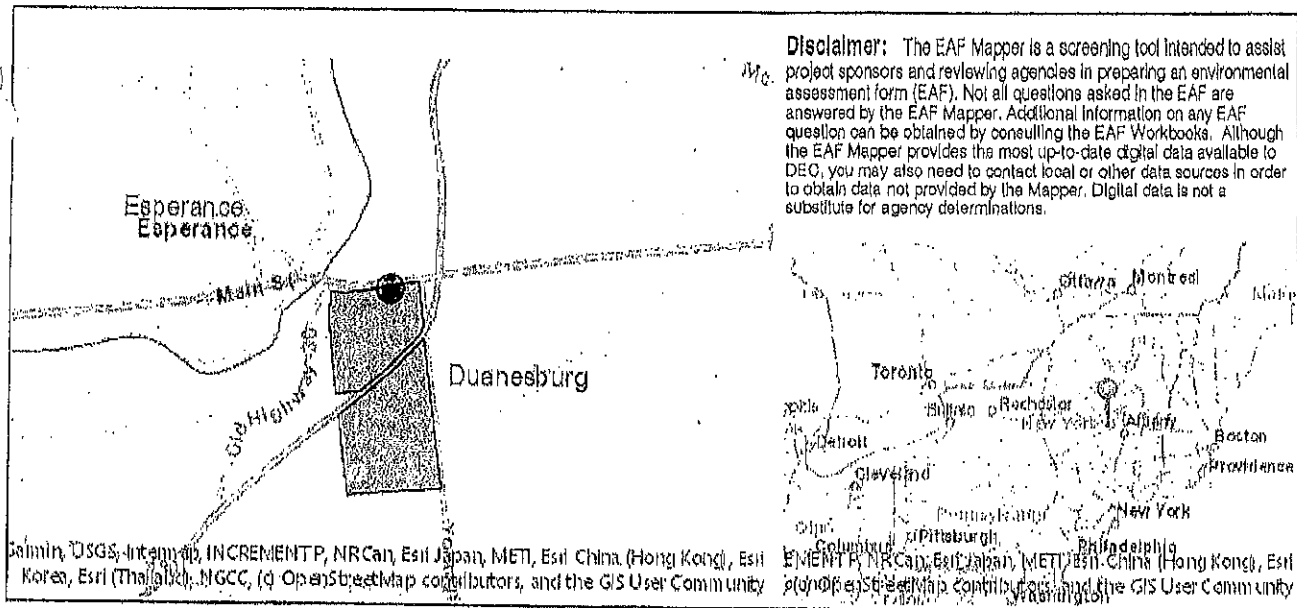 Disclaimer: The EAF Mapper is a screening tool intended to assist
project sponsors and reviewing agencies in preparing an environmental
assessment form (EAF). Not all questions asked in the EAF are
answered by the EAF Mapper. Additional information on any EAF
question can be obtained by consulting the EAF Workbooks. Although
the EAF Mapper provides the most up-to-date digital data available to
DEC, you may also need to contact local or other data sources in order
to obtain data not provided by the Mapper. Digital data is not a
substitute for agency determinations.
Esperance
Esperance
Main St
Duanesburg
USGS, Intermap, INCREMENT P, NRCan, Esri Japan, METI, Esri China (Hong Kong), Esri
Korea, Esri (Thailand), NGCC, (c) OpenStreetMap contributors, and the GIS User Community
Ottawa
Montreal
Toronto
Rochester
New York
Albany
Detroit
Boston
Cleveland
Providence
New York
Pittsburgh
Philadelphia
Columbus
EMENT P, NRCan, Esri Japan, METI, Esri China (Hong Kong), Esri
OpenStreetMap contributors, and the GIS User Community
Washington